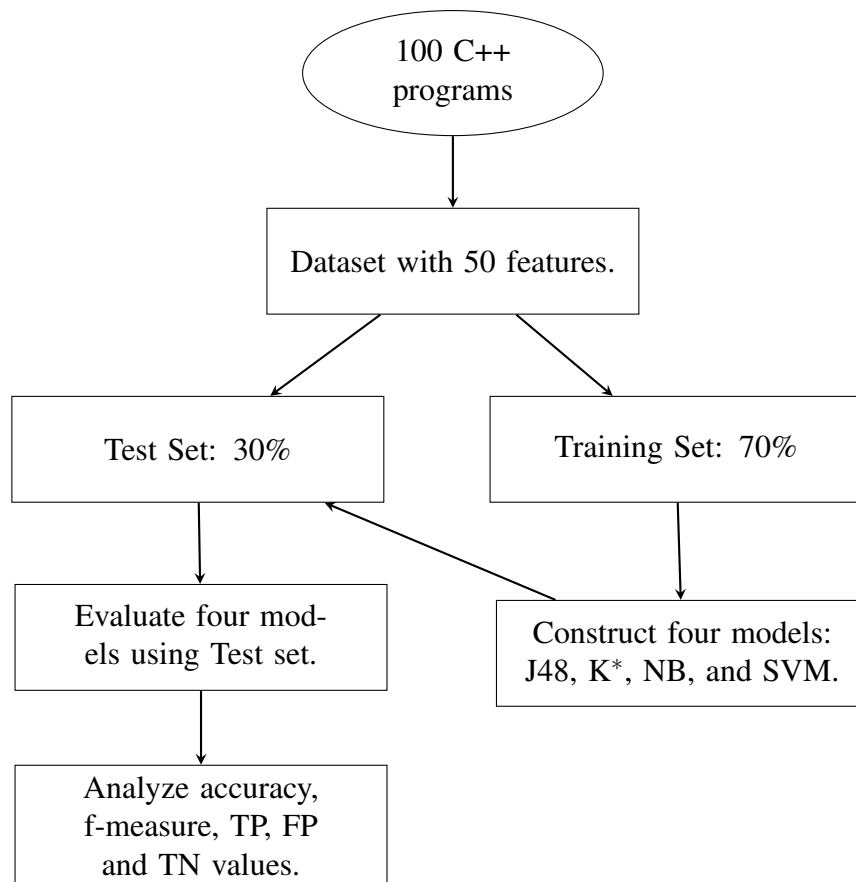 100 C++
programs
Dataset with 50 features.
Test Set: 30%
Training Set: 70%
Evaluate four mod-
els using Test set.
Construct four models:
J48, K*, NB, and SVM.
Analyze accuracy,
f-measure, TP, FP
and TN values.